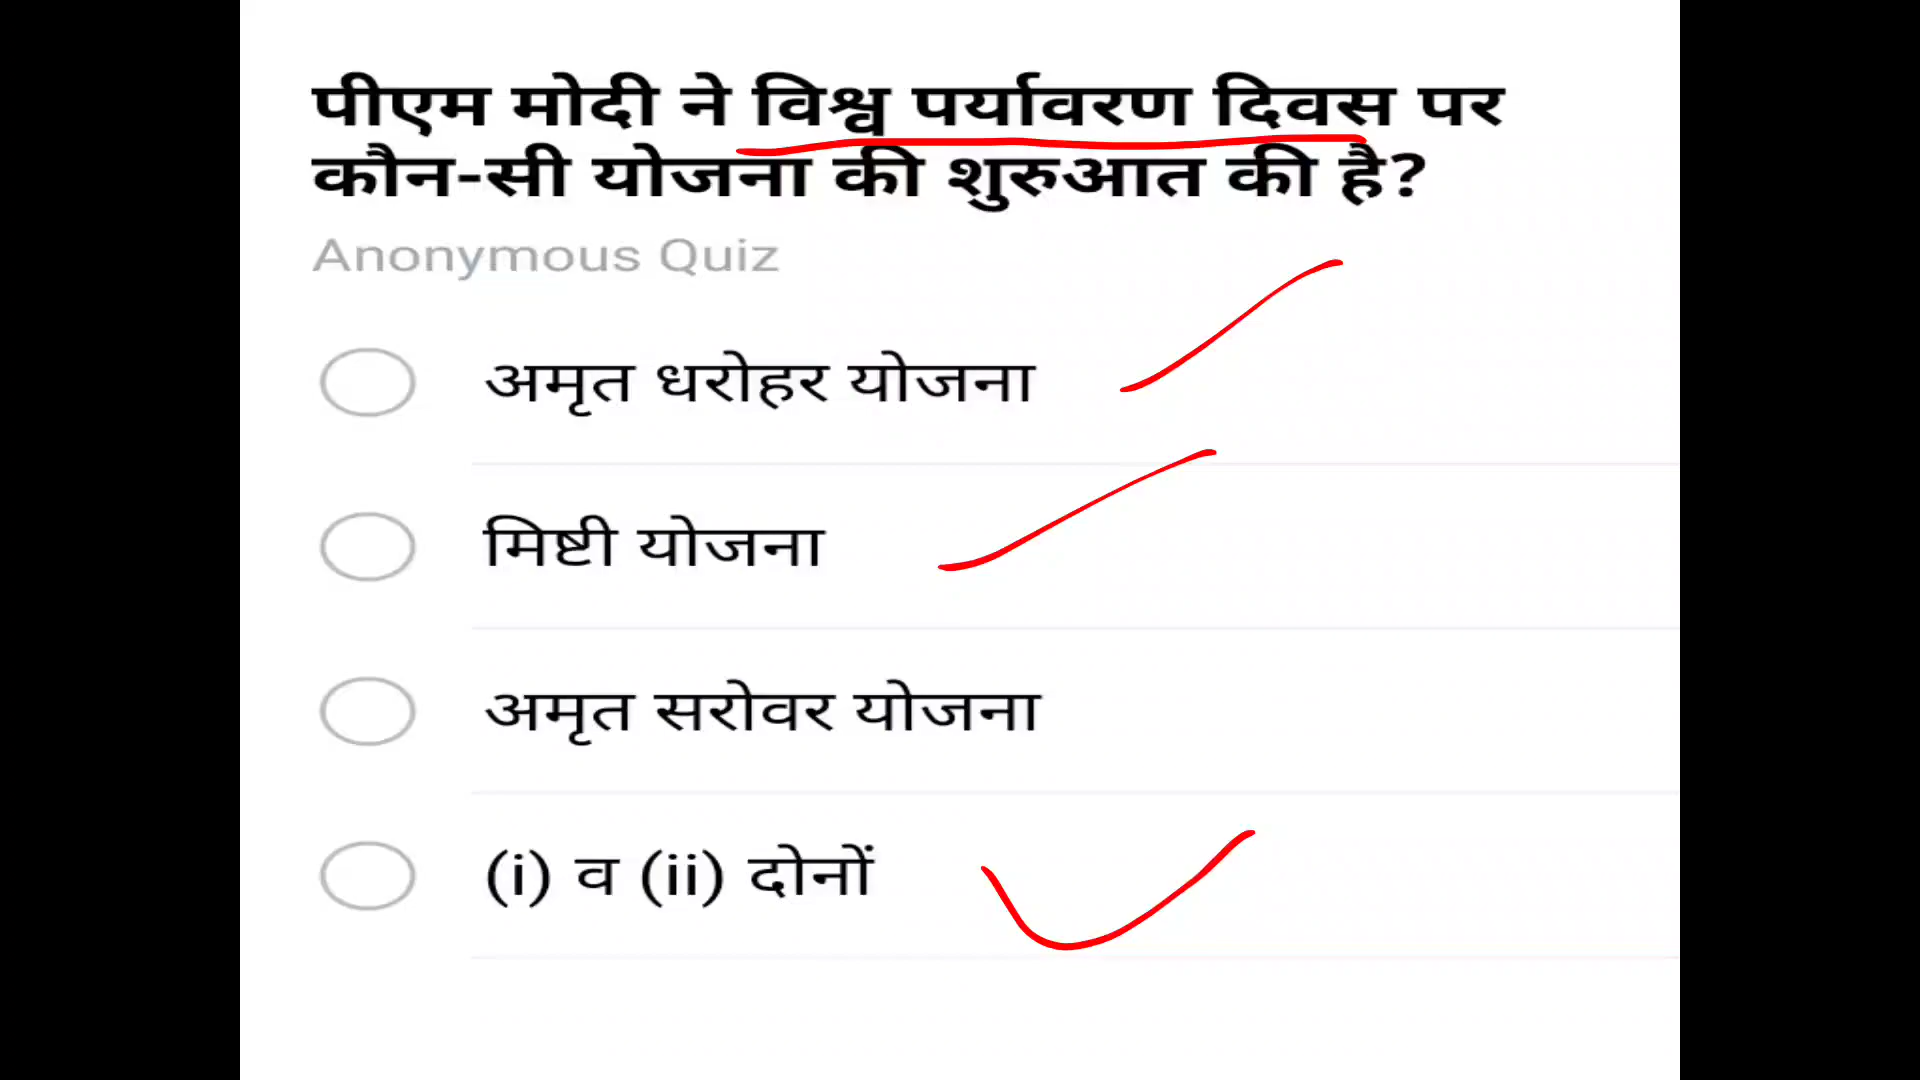 पीएम मोदी ने विश्व पर्यावरण दिवस पर
कौन-सी योजना की शुरुआत की है?
Anonymous Quiz
अमृत धरोहर योजना
मिष्टी योजना
अमृत सरोवर योजना
(i) व (ii) दोनों